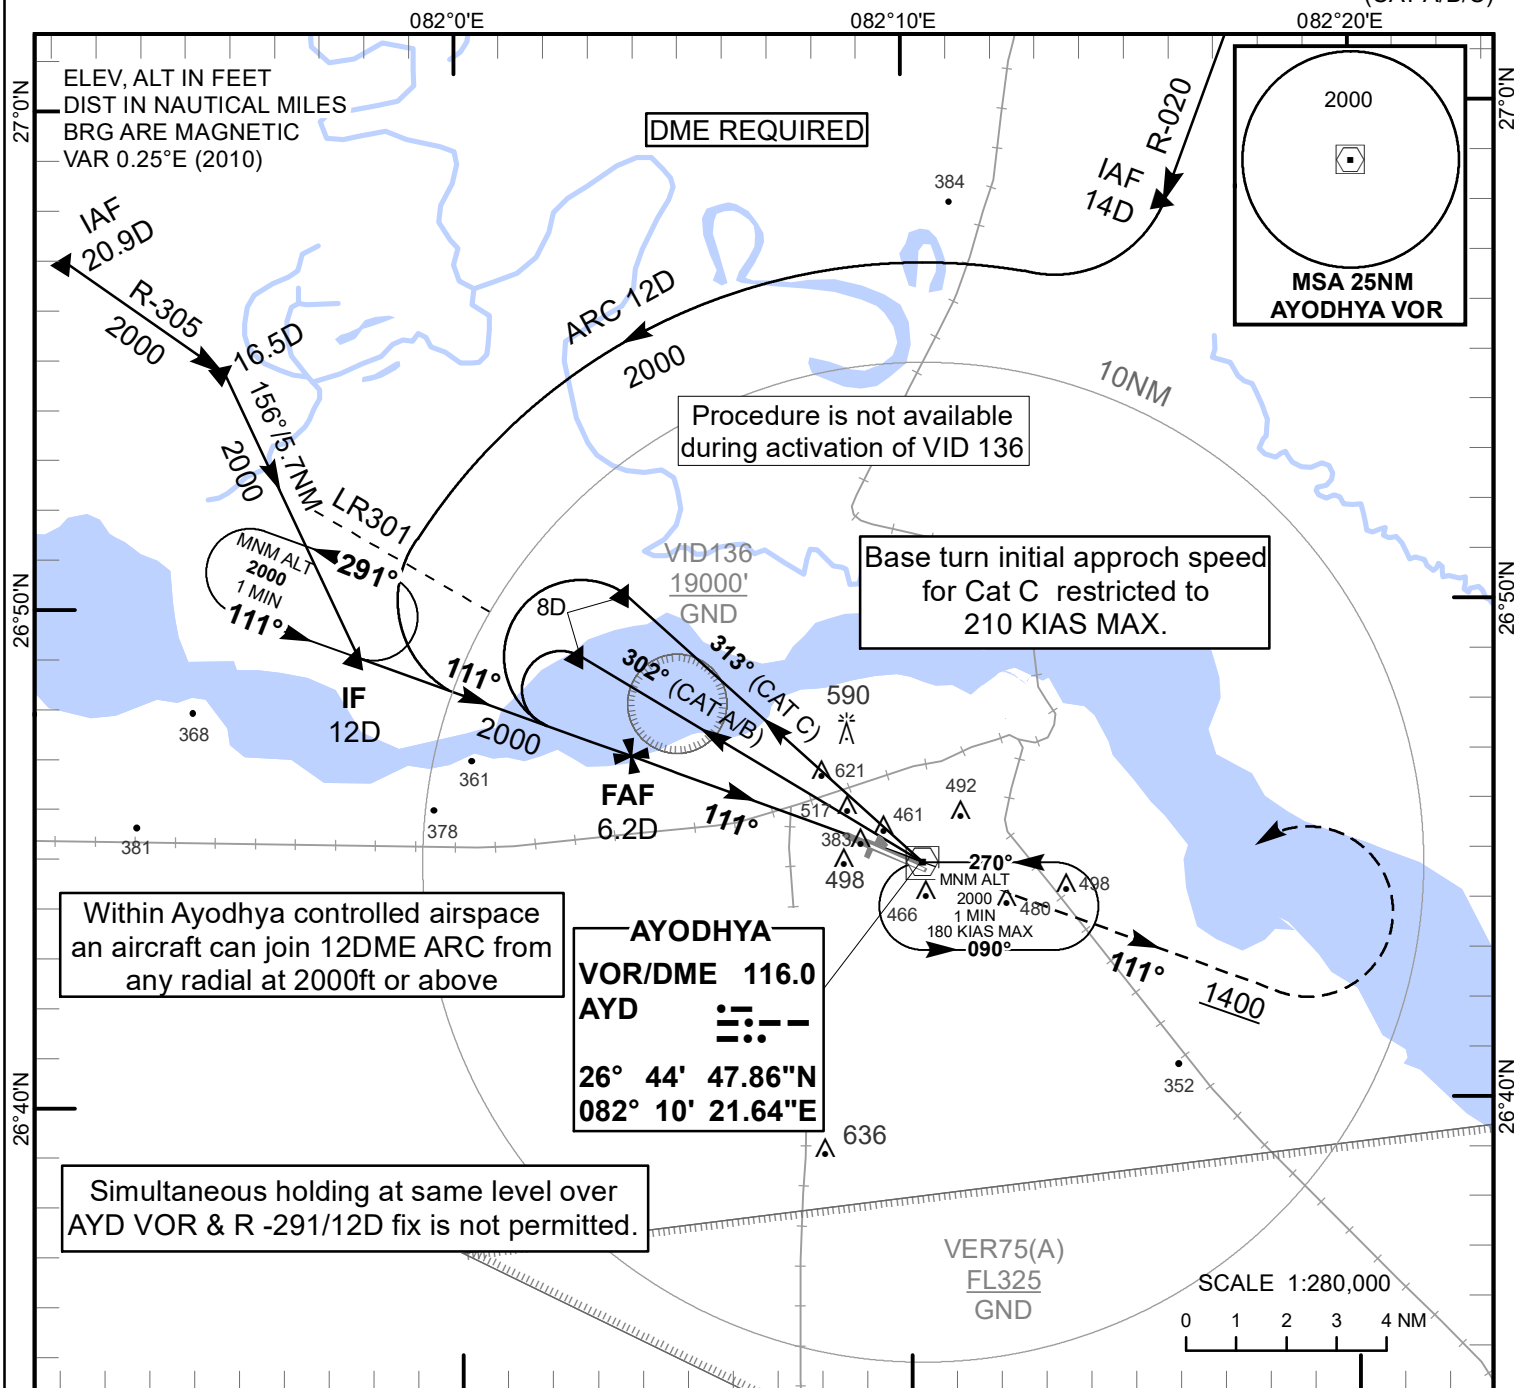 082°0'E
082°10'E
082°20'E
27°0'N
27°0'N
ELEV, ALT IN FEET
DIST IN NAUTICAL MILES
BRG ARE MAGNETIC
VAR 0.25°E (2010)
DME REQUIRED
R-020
IAF
14D
2000
MSA 25NM
AYODHYA VOR
384
IAF
20.9D
R-305
2000
16.5D
156°/5.7NM
2000
ARC 12D
2000
10NM
Procedure is not available
during activation of VID 136
LR301
MNM ALT
2000
1 MIN
291°
111°
VID136
19000'
GND
Base turn initial approch speed
for Cat C restricted to
210 KIAS MAX.
26°50'N
26°50'N
8D
313° (CAT C)
302° (CAT A/B)
111°
2000
IF
12D
590
368
361
378
381
FAF
6.2D
111°
621
517
461
492
383
498
270°
MNM ALT
2000
1 MIN
180 KIAS MAX
090°
466
480
498
111°
1400
Within Ayodhya controlled airspace
an aircraft can join 12DME ARC from
any radial at 2000ft or above
AYODHYA
VOR/DME 116.0
AYD
26° 44' 47.86"N
082° 10' 21.64"E
352
26°40'N
26°40'N
636
Simultaneous holding at same level over
AYD VOR & R -291/12D fix is not permitted.
VER75(A)
FL325
GND
SCALE 1:280,000
0 1 2 3 4 NM